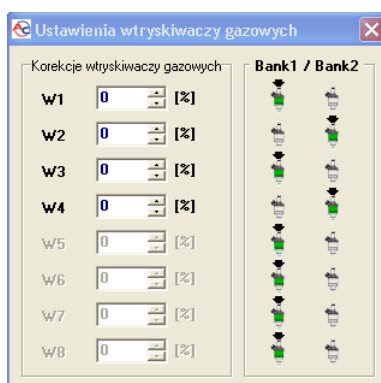 Ustawienia wtryskiwaczy gazowych
Korekcje wtryskiwaczy gazowych
Bank1 / Bank2
W1 0 [%]
W2 0 [%]
W3 0 [%]
W4 0 [%]
W5 0 [%]
W6 0 [%]
W7 0 [%]
W8 0 [%]